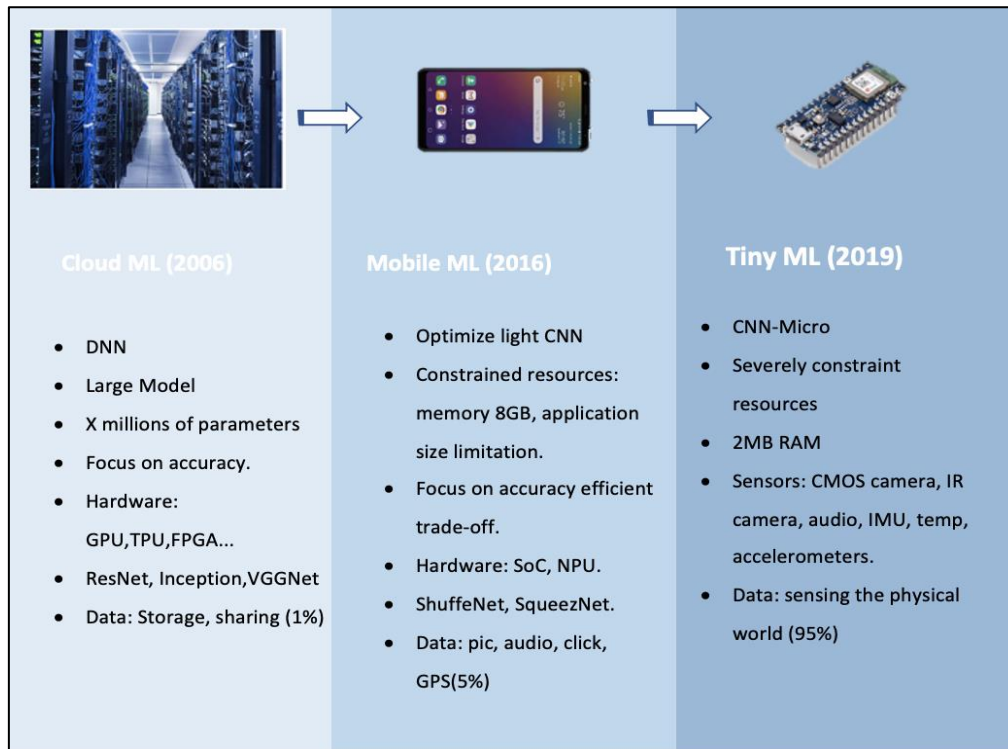 Cloud ML (2006)
• DNN
• Large Model
• X millions of parameters
• Focus on accuracy.
• Hardware:
GPU,TPU,FPGA...
• ResNet, Inception,VGGNet
• Data: Storage, sharing (1%)
Mobile ML (2016)
• Optimize light CNN
• Constrained resources:
memory 8GB, application
size limitation.
• Focus on accuracy efficient
trade-off.
• Hardware: SoC, NPU.
• ShuffeNet, SqueezNet.
• Data: pic, audio, click,
GPS(5%)
Tiny ML (2019)
• CNN-Micro
• Severely constraint
resources
• 2MB RAM
• Sensors: CMOS camera, IR
camera, audio, IMU, temp,
accelerometers.
• Data: sensing the physical
world (95%)